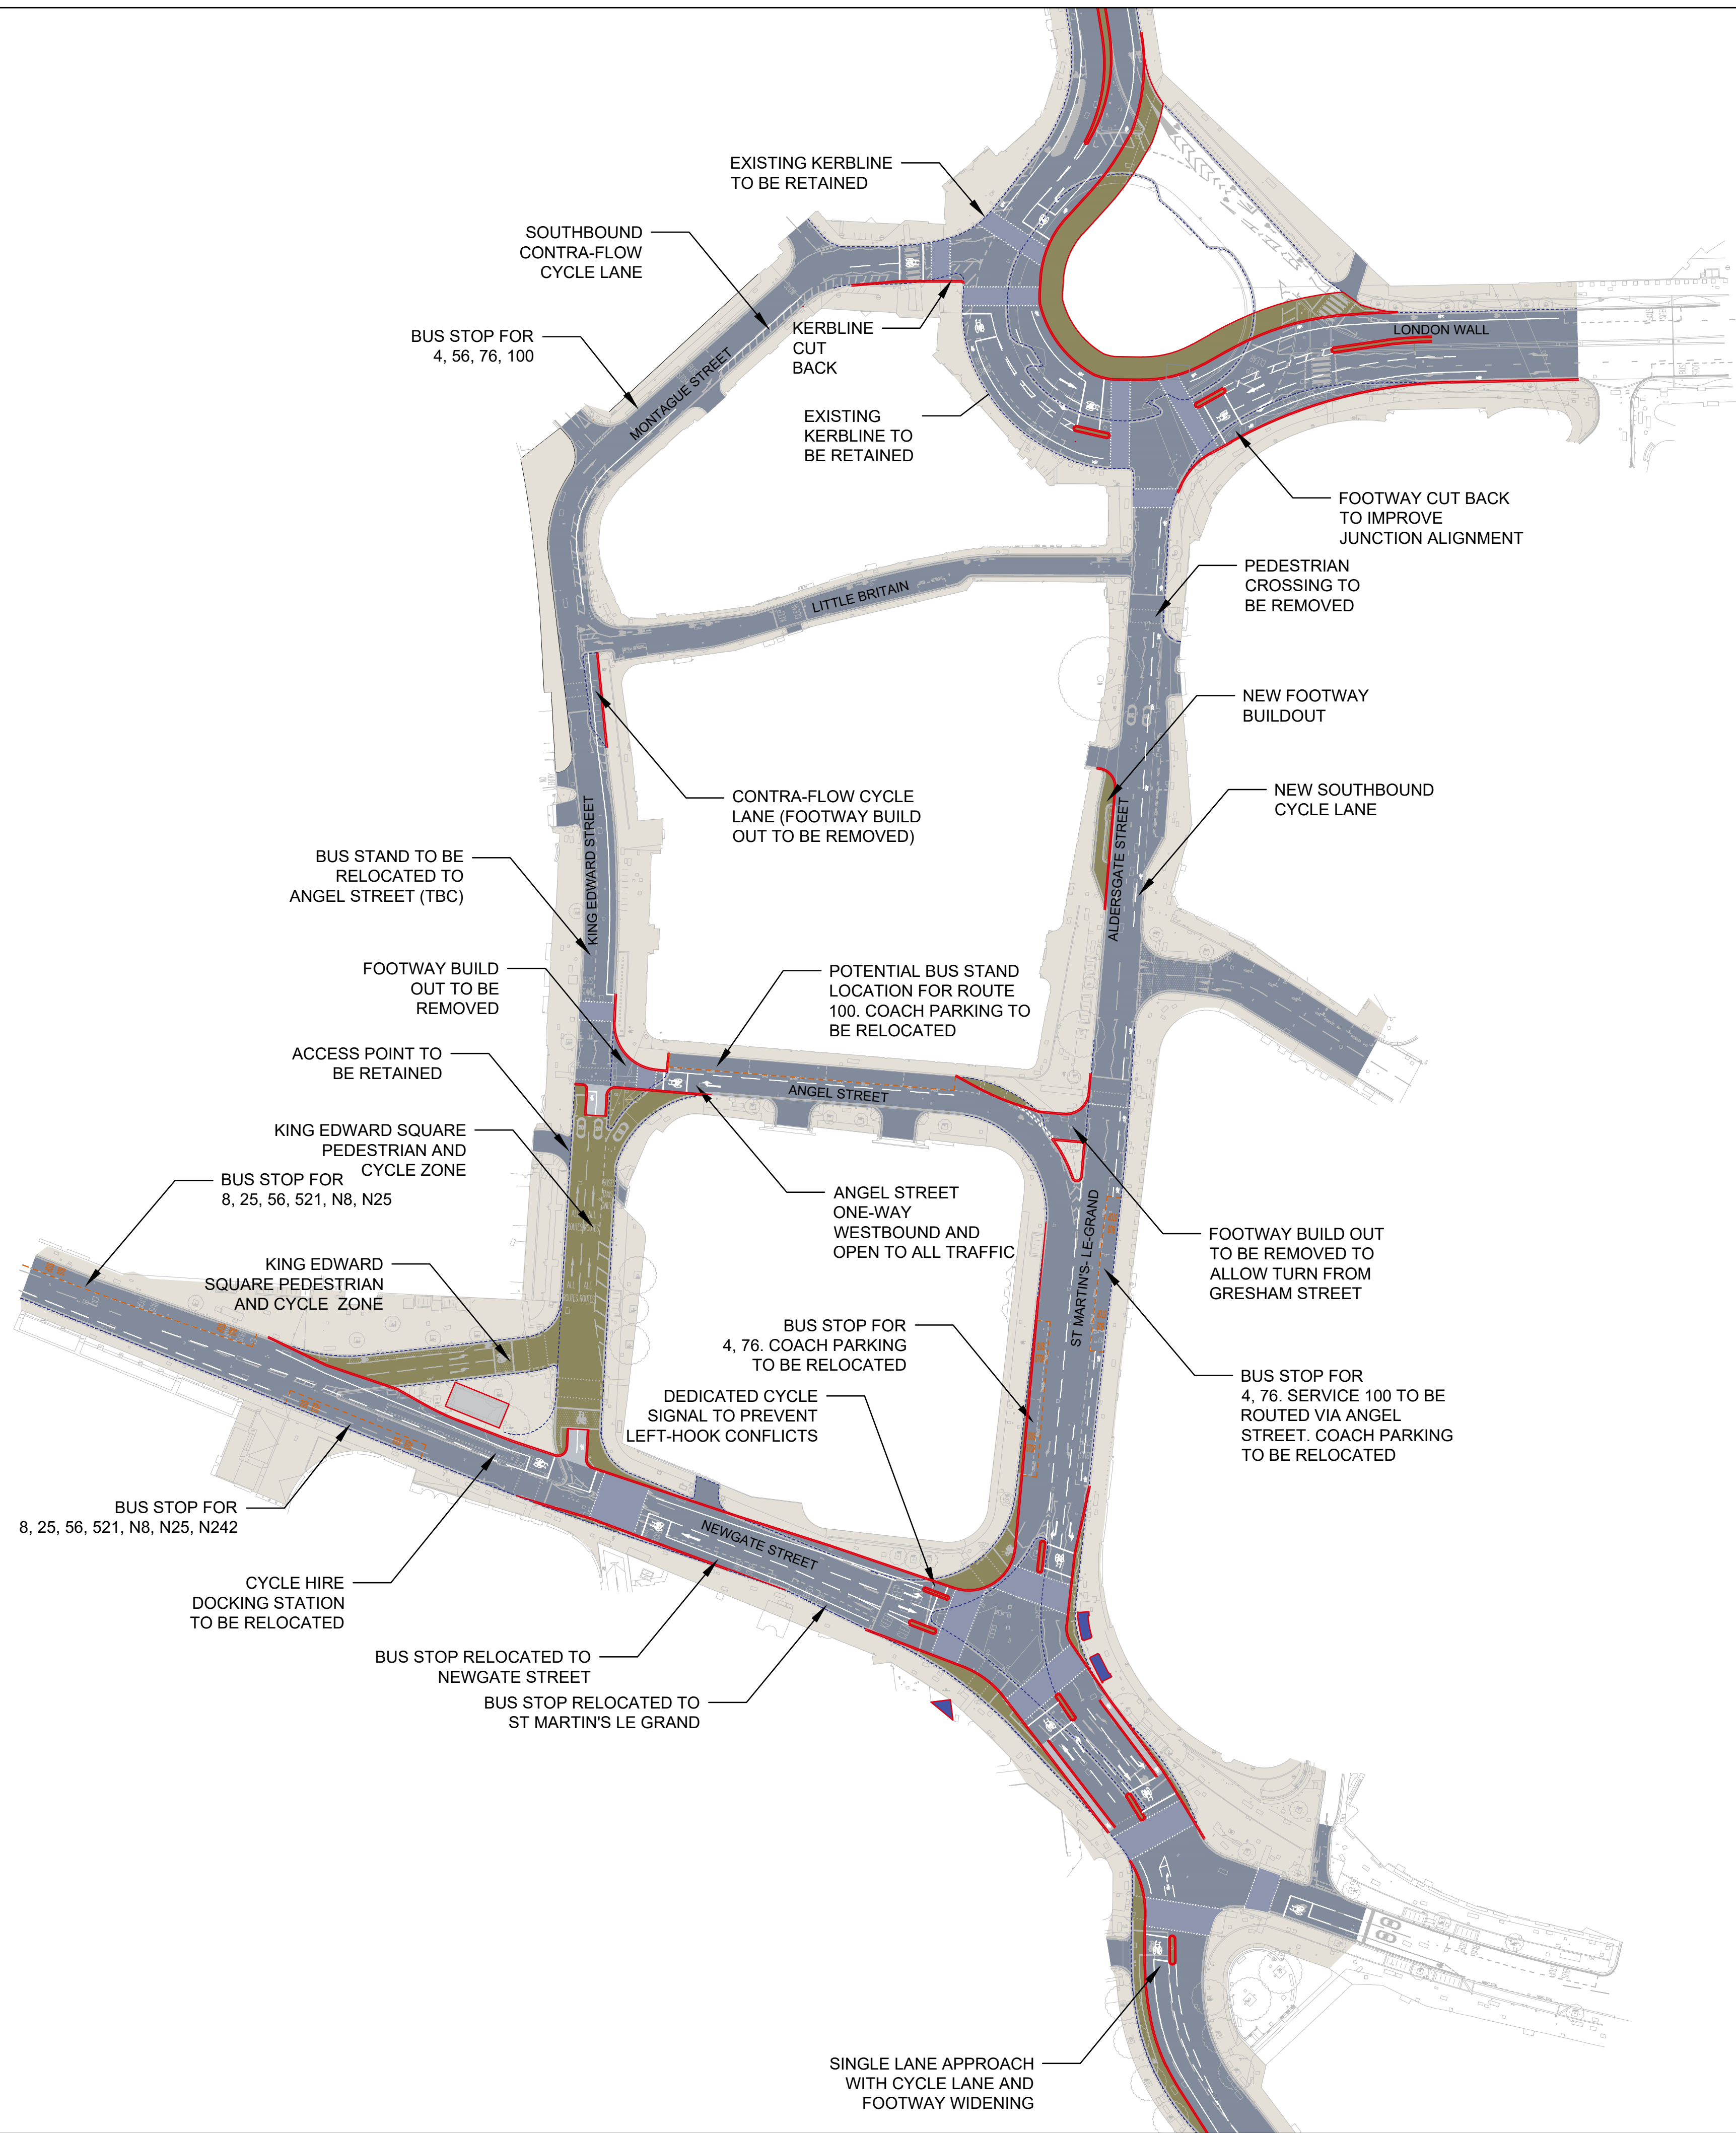 EXISTING KERBLINE
TO BE RETAINED
SOUTHBOUND
CONTRA-FLOW
CYCLE LANE
BUS STOP FOR
4, 56, 76, 100
KERBLINE
CUT
BACK
LONDON WALL
MONTAGUE STREET
EXISTING
KERBLINE TO
BE RETAINED
FOOTWAY CUT BACK
TO IMPROVE
JUNCTION ALIGNMENT
PEDESTRIAN
CROSSING TO
BE REMOVED
LITTLE BRITAIN
NEW FOOTWAY
BUILDOUT
CONTRA-FLOW CYCLE
LANE (FOOTWAY BUILD
OUT TO BE REMOVED)
NEW SOUTHBOUND
CYCLE LANE
KING EDWARD STREET
ALDERSGATE STREET
BUS STAND TO BE
RELOCATED TO
ANGEL STREET (TBC)
FOOTWAY BUILD
OUT TO BE
REMOVED
POTENTIAL BUS STAND
LOCATION FOR ROUTE
100. COACH PARKING TO
BE RELOCATED
ACCESS POINT TO
BE RETAINED
ANGEL STREET
KING EDWARD SQUARE
PEDESTRIAN AND
CYCLE ZONE
BUS STOP FOR
8, 25, 56, 521, N8, N25
ANGEL STREET
ONE-WAY
WESTBOUND AND
OPEN TO ALL TRAFFIC
FOOTWAY BUILD OUT
TO BE REMOVED TO
ALLOW TURN FROM
GRESHAM STREET
KING EDWARD
SQUARE PEDESTRIAN
AND CYCLE ZONE
ST MARTIN'S- LE-GRAND
BUS STOP FOR
4, 76. COACH PARKING
TO BE RELOCATED
BUS STOP FOR
4, 76. SERVICE 100 TO BE
ROUTED VIA ANGEL
STREET. COACH PARKING
TO BE RELOCATED
DEDICATED CYCLE
SIGNAL TO PREVENT
LEFT-HOOK CONFLICTS
BUS STOP FOR
8, 25, 56, 521, N8, N25, N242
NEWGATE STREET
CYCLE HIRE
DOCKING STATION
TO BE RELOCATED
BUS STOP RELOCATED TO
NEWGATE STREET
BUS STOP RELOCATED TO
ST MARTIN'S LE GRAND
SINGLE LANE APPROACH
WITH CYCLE LANE AND
FOOTWAY WIDENING